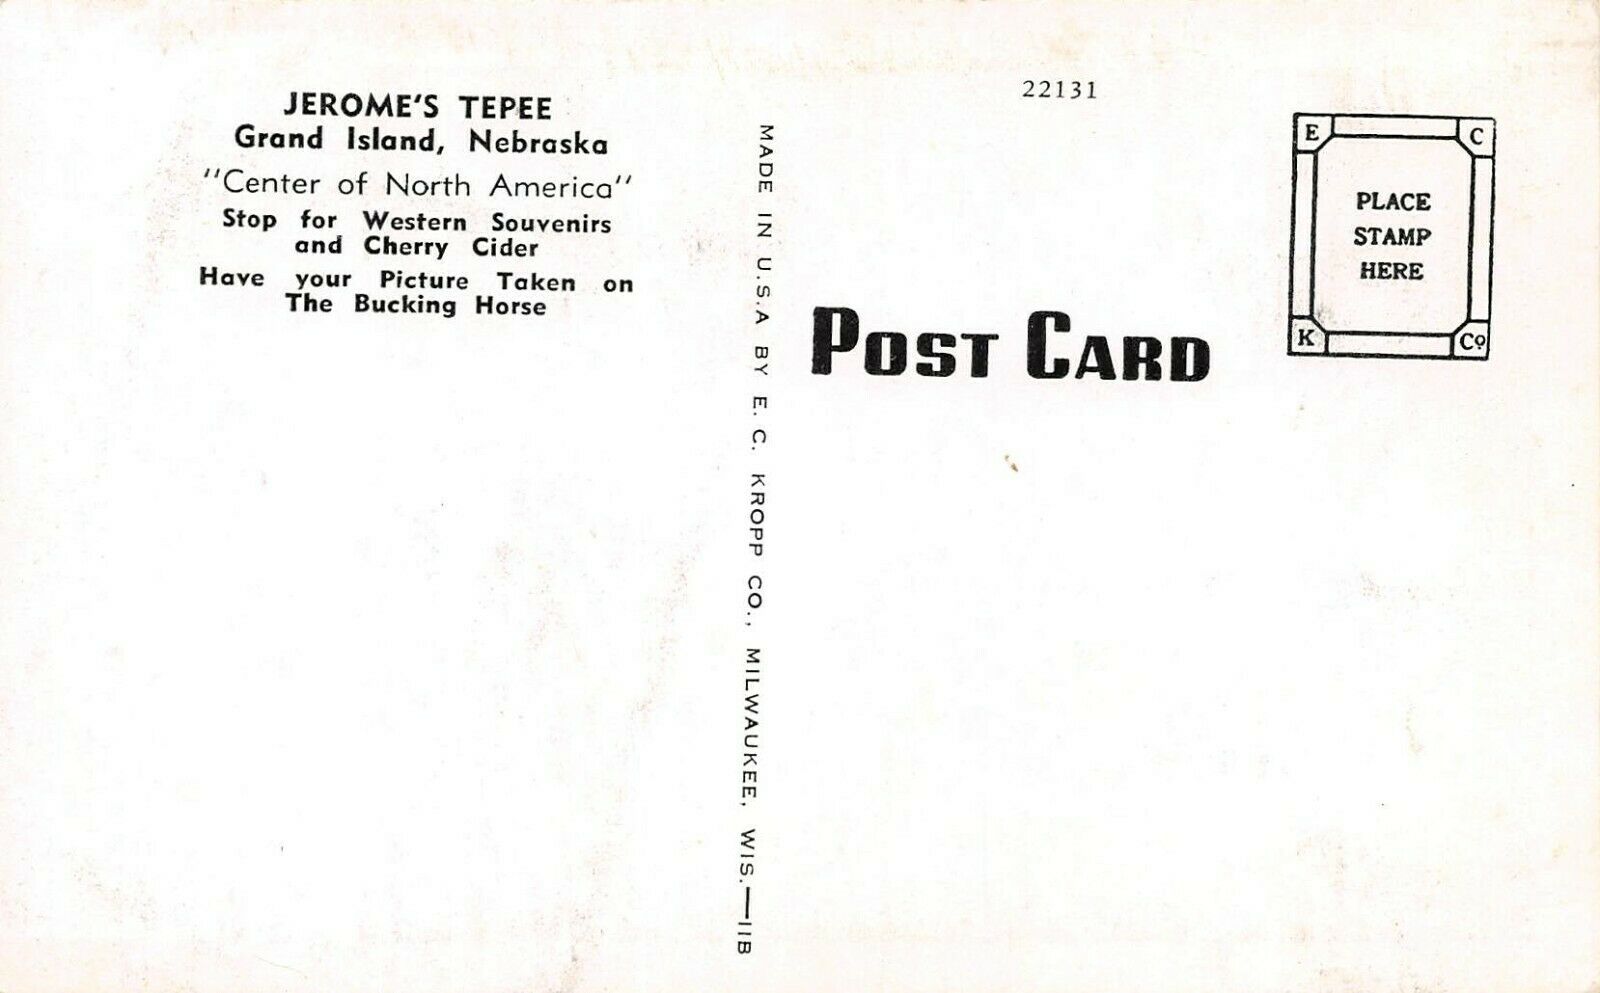 JEROME'S TEPEE
Grand Island, Nebraska
"Center of North America"
Stop for Western Souvenirs
and Cherry Cider
Have your Picture Taken on
The Bucking Horse
MADE IN U.S.A BY E. C. KROPP CO., MILWAUKEE, WIS.—11B
22131
POST CARD
E C
PLACE
STAMP
HERE
K Co